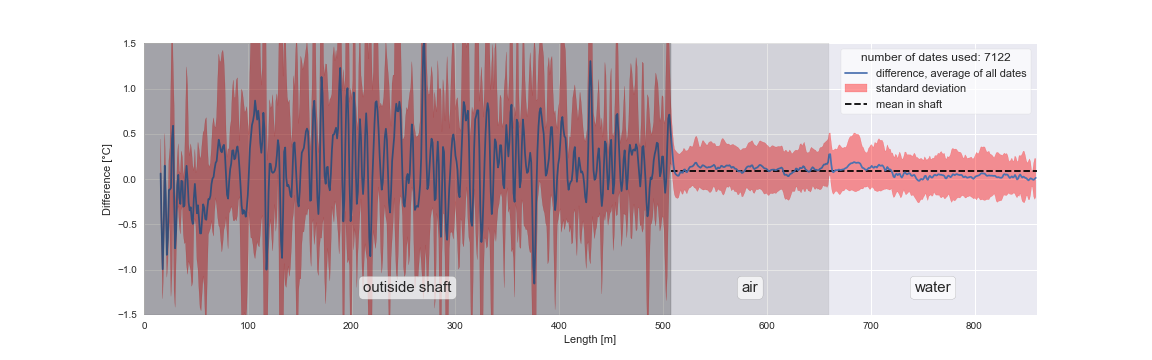 number of dates used: 7122
difference, average of all dates
standard deviation
mean in shaft
Difference [°C]
1.5
1.0
0.5
0.0
−0.5
−1.0
−1.5
outiside shaft
air
water
0 100 200 300 400 500 600 700 800
Length [m]